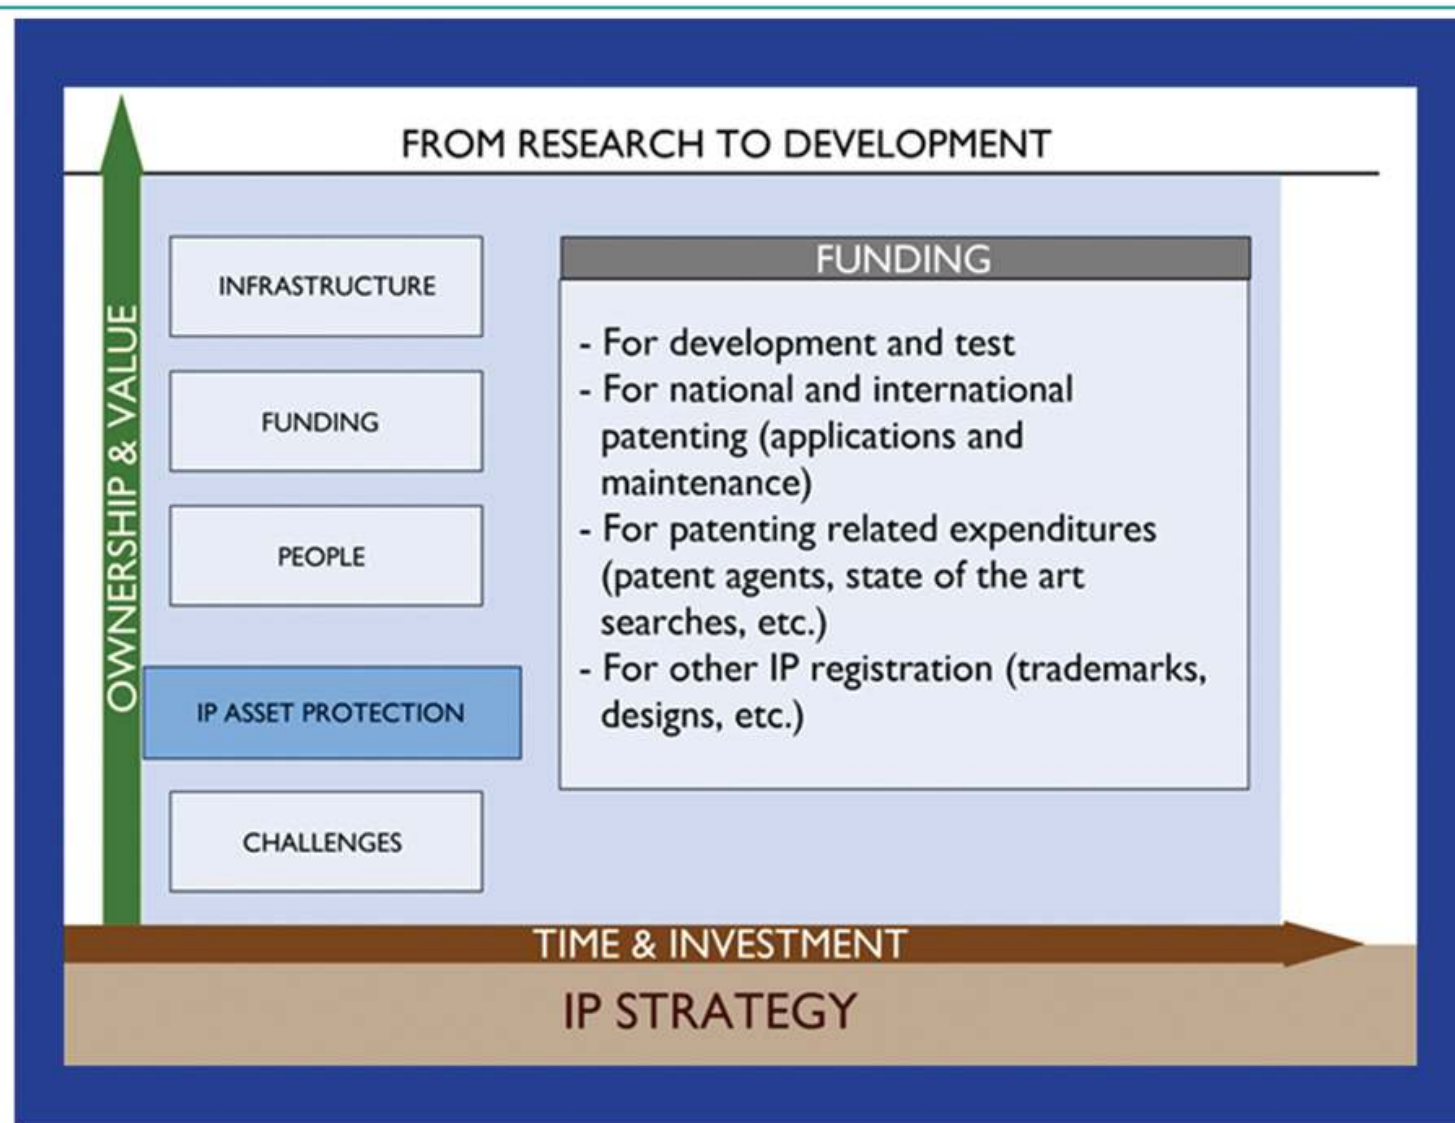 FROM RESEARCH TO DEVELOPMENT
OWNERSHIP & VALUE
INFRASTRUCTURE
FUNDING
PEOPLE
IP ASSET PROTECTION
CHALLENGES
FUNDING
- For development and test
- For national and international
patenting (applications and
maintenance)
- For patenting related expenditures
(patent agents, state of the art
searches, etc.)
- For other IP registration (trademarks,
designs, etc.)
TIME & INVESTMENT
IP STRATEGY